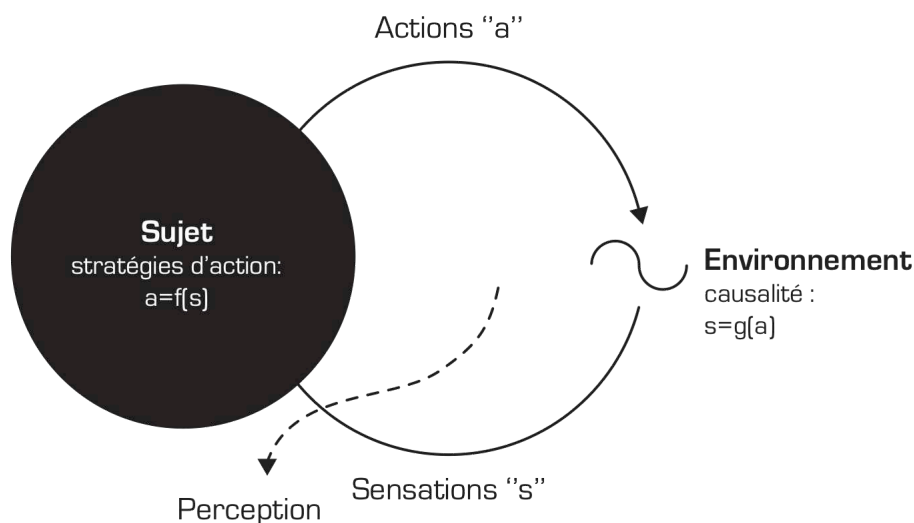 Actions ‘’a’’
Sujet
stratégies d’action:
a=f(s)
Environnement
causalité :
s=g(a)
Sensations ‘’s’’
Perception